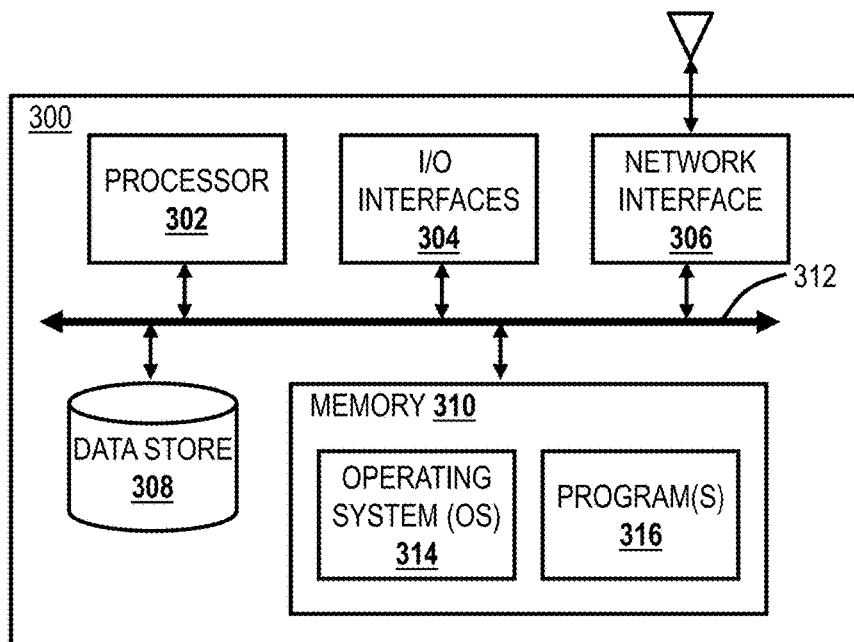 300
PROCESSOR
302
I/O
INTERFACES
304
NETWORK
INTERFACE
306
312
DATA STORE
308
MEMORY 310
OPERATING
SYSTEM (OS)
314
PROGRAM(S)
316